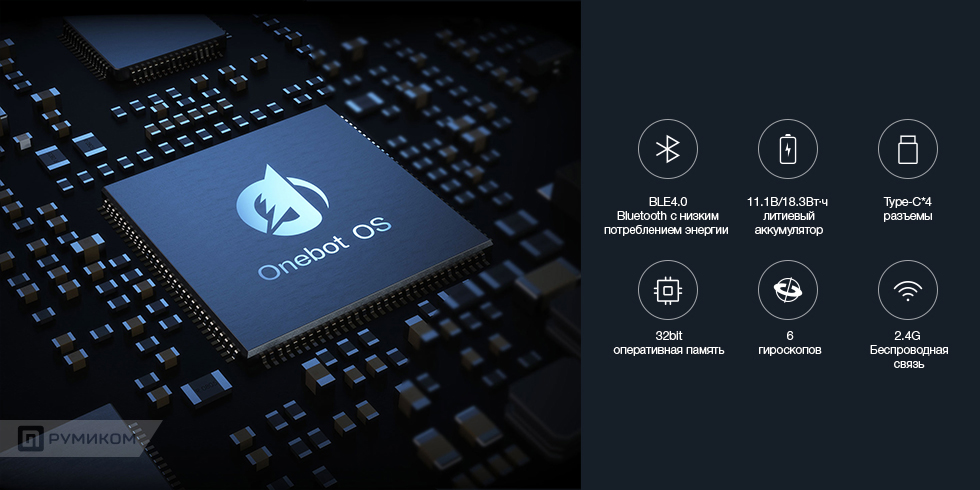 Onebot OS
BLE4.0
Bluetooth с низким
потреблением энергии
11.1В/18.3Вт·ч
литиевый
аккумулятор
Type-C*4
разъемы
32bit
оперативная память
6
гироскопов
2.4G
Беспроводная
связь
РУМИКОМ